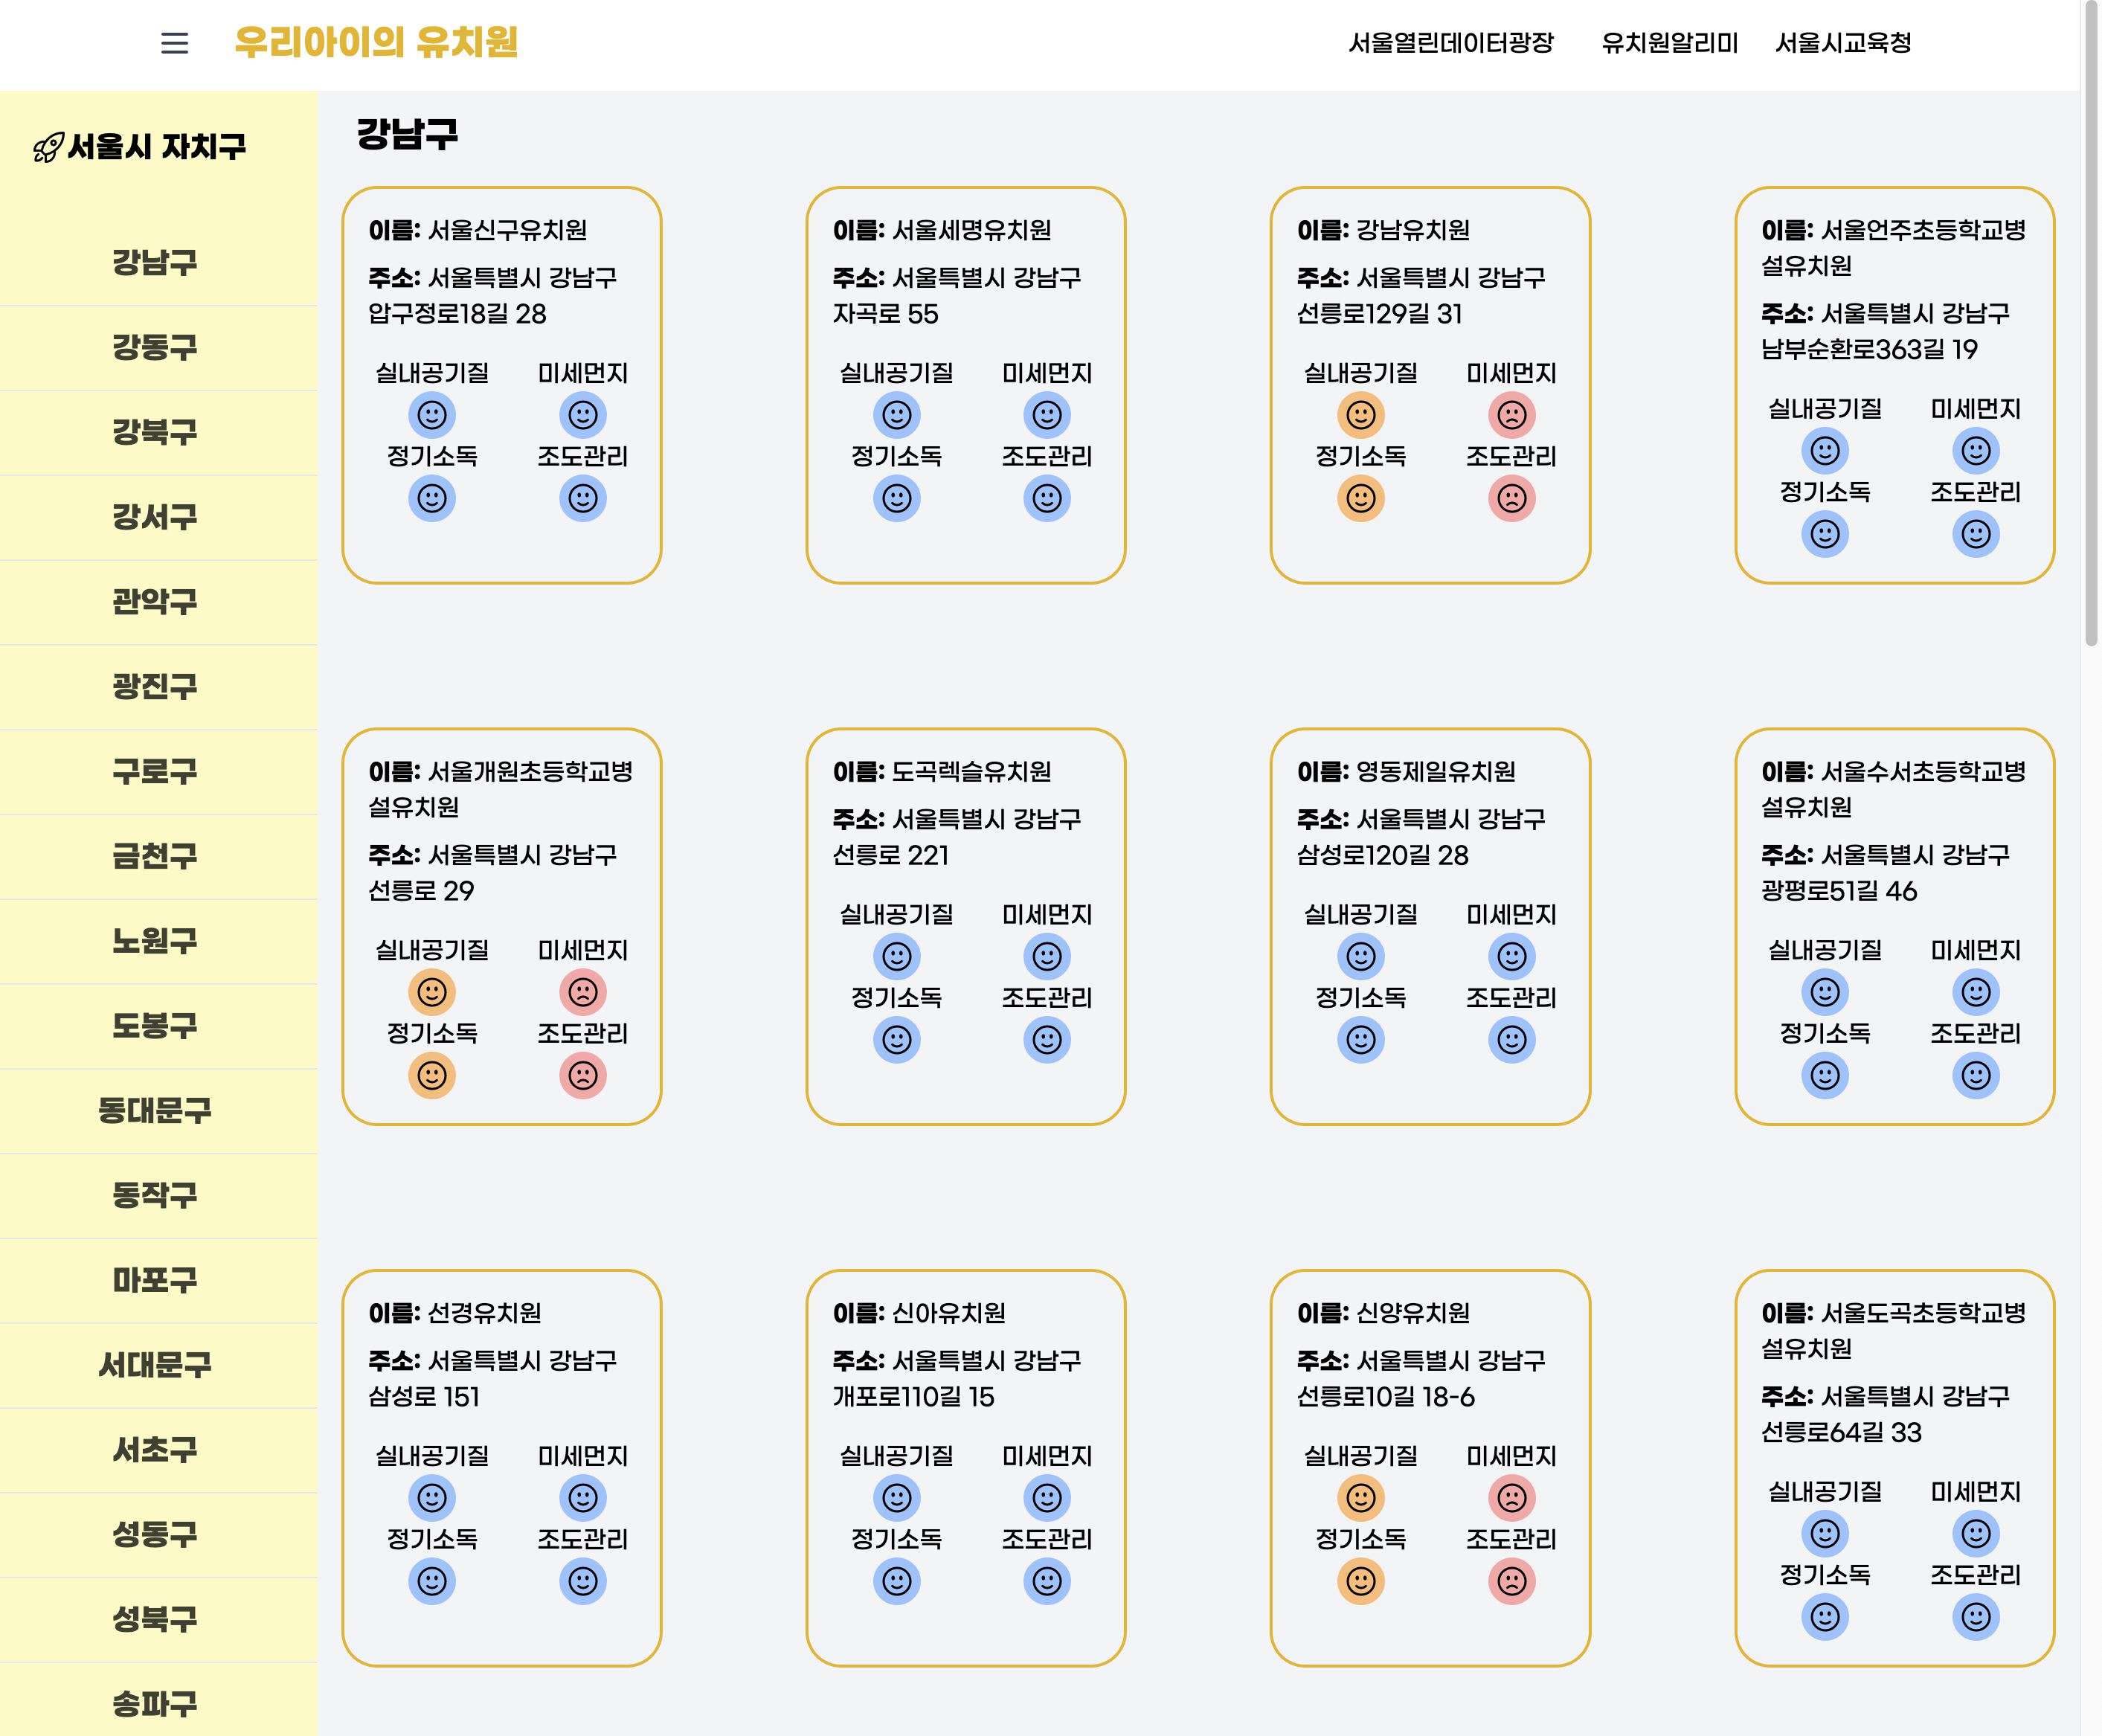 우리아이의 유치원
서울열린데이터광장 유치원알리미 서울시교육청
서울시 자치구
강남구
강동구
강북구
강서구
관악구
광진구
구로구
금천구
노원구
도봉구
동대문구
동작구
마포구
서대문구
서초구
성동구
성북구
송파구
강남구
이름: 서울신구유치원
주소: 서울특별시 강남구
압구정로18길 28
실내공기질 미세먼지
정기소독 조도관리
이름: 서울세명유치원
주소: 서울특별시 강남구
자곡로 55
실내공기질 미세먼지
정기소독 조도관리
이름: 강남유치원
주소: 서울특별시 강남구
선릉로129길 31
실내공기질 미세먼지
정기소독 조도관리
이름: 서울언주초등학교병
설유치원
주소: 서울특별시 강남구
남부순환로363길 19
실내공기질 미세먼지
정기소독 조도관리
이름: 서울개원초등학교병
설유치원
주소: 서울특별시 강남구
선릉로 29
실내공기질 미세먼지
정기소독 조도관리
이름: 도곡렉슬유치원
주소: 서울특별시 강남구
선릉로 221
실내공기질 미세먼지
정기소독 조도관리
이름: 영동제일유치원
주소: 서울특별시 강남구
삼성로120길 28
실내공기질 미세먼지
정기소독 조도관리
이름: 서울수서초등학교병
설유치원
주소: 서울특별시 강남구
광평로51길 46
실내공기질 미세먼지
정기소독 조도관리
이름: 선경유치원
주소: 서울특별시 강남구
삼성로 151
실내공기질 미세먼지
정기소독 조도관리
이름: 신아유치원
주소: 서울특별시 강남구
개포로110길 15
실내공기질 미세먼지
정기소독 조도관리
이름: 신양유치원
주소: 서울특별시 강남구
선릉로10길 18-6
실내공기질 미세먼지
정기소독 조도관리
이름: 서울도곡초등학교병
설유치원
주소: 서울특별시 강남구
선릉로64길 33
실내공기질 미세먼지
정기소독 조도관리